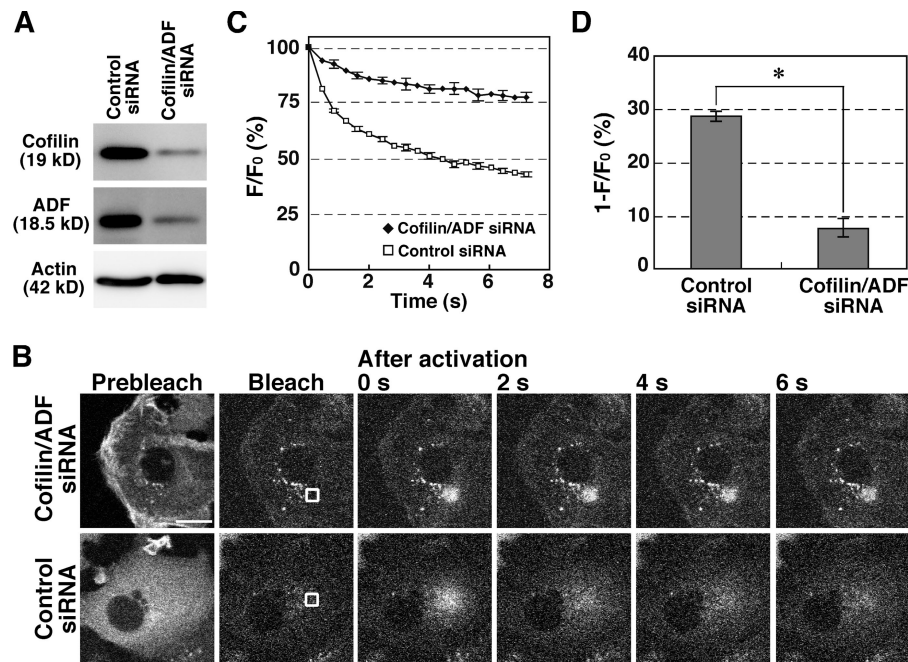 A
Control
siRNA
Cofilin/ADF
siRNA
Cofilin
(19 kD)
ADF
(18.5 kD)
Actin
(42 kD)
C
F/F0 (%)
100
75
50
25
0
Cofilin/ADF siRNA
Control siRNA
0 2 4 6 8
Time (s)
D
1-F/F0 (%)
40
30
20
10
0
*
Control
siRNA
Cofilin/ADF
siRNA
B
After activation
Prebleach Bleach 0 s 2 s 4 s 6 s
Cofilin/ADF
siRNA
Control
siRNA